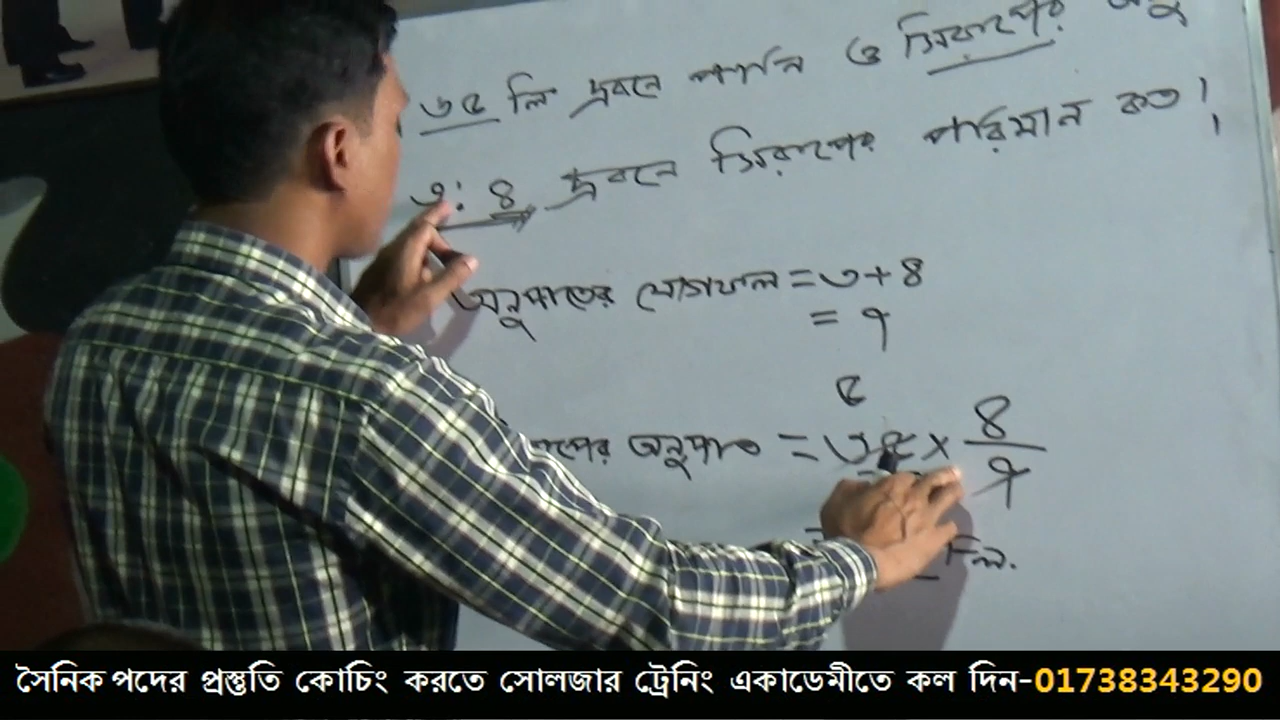 ৩৫ লি দ্রবনে পানি ও সিরাপের অনু
৩:৪ দ্রবনে সিরাপের পরিমান কত।
অনুপাতের যোগফল = ৩+৪
= ৭
৫
পের অনুপাত = ৩৫ × ৪/৭
= লি.
সৈনিক পদের প্রস্তুতি কোচিং করতে সোলজার ট্রেনিং একাডেমীতে কল দিন-01738343290